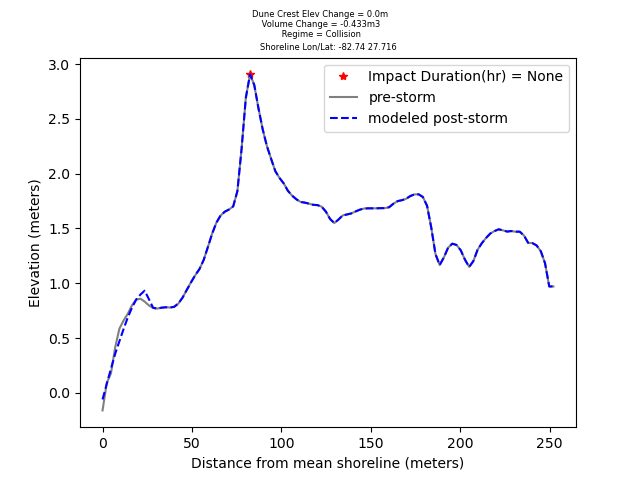 Dune Crest Elev Change = 0.0m
Volume Change = -0.433m3
Regime = Collision
Shoreline Lon/Lat: -82.74 27.716
Impact Duration(hr) = None
pre-storm
modeled post-storm
Elevation (meters)
3.0
2.5
2.0
1.5
1.0
0.5
0.0
0 50 100 150 200 250
Distance from mean shoreline (meters)